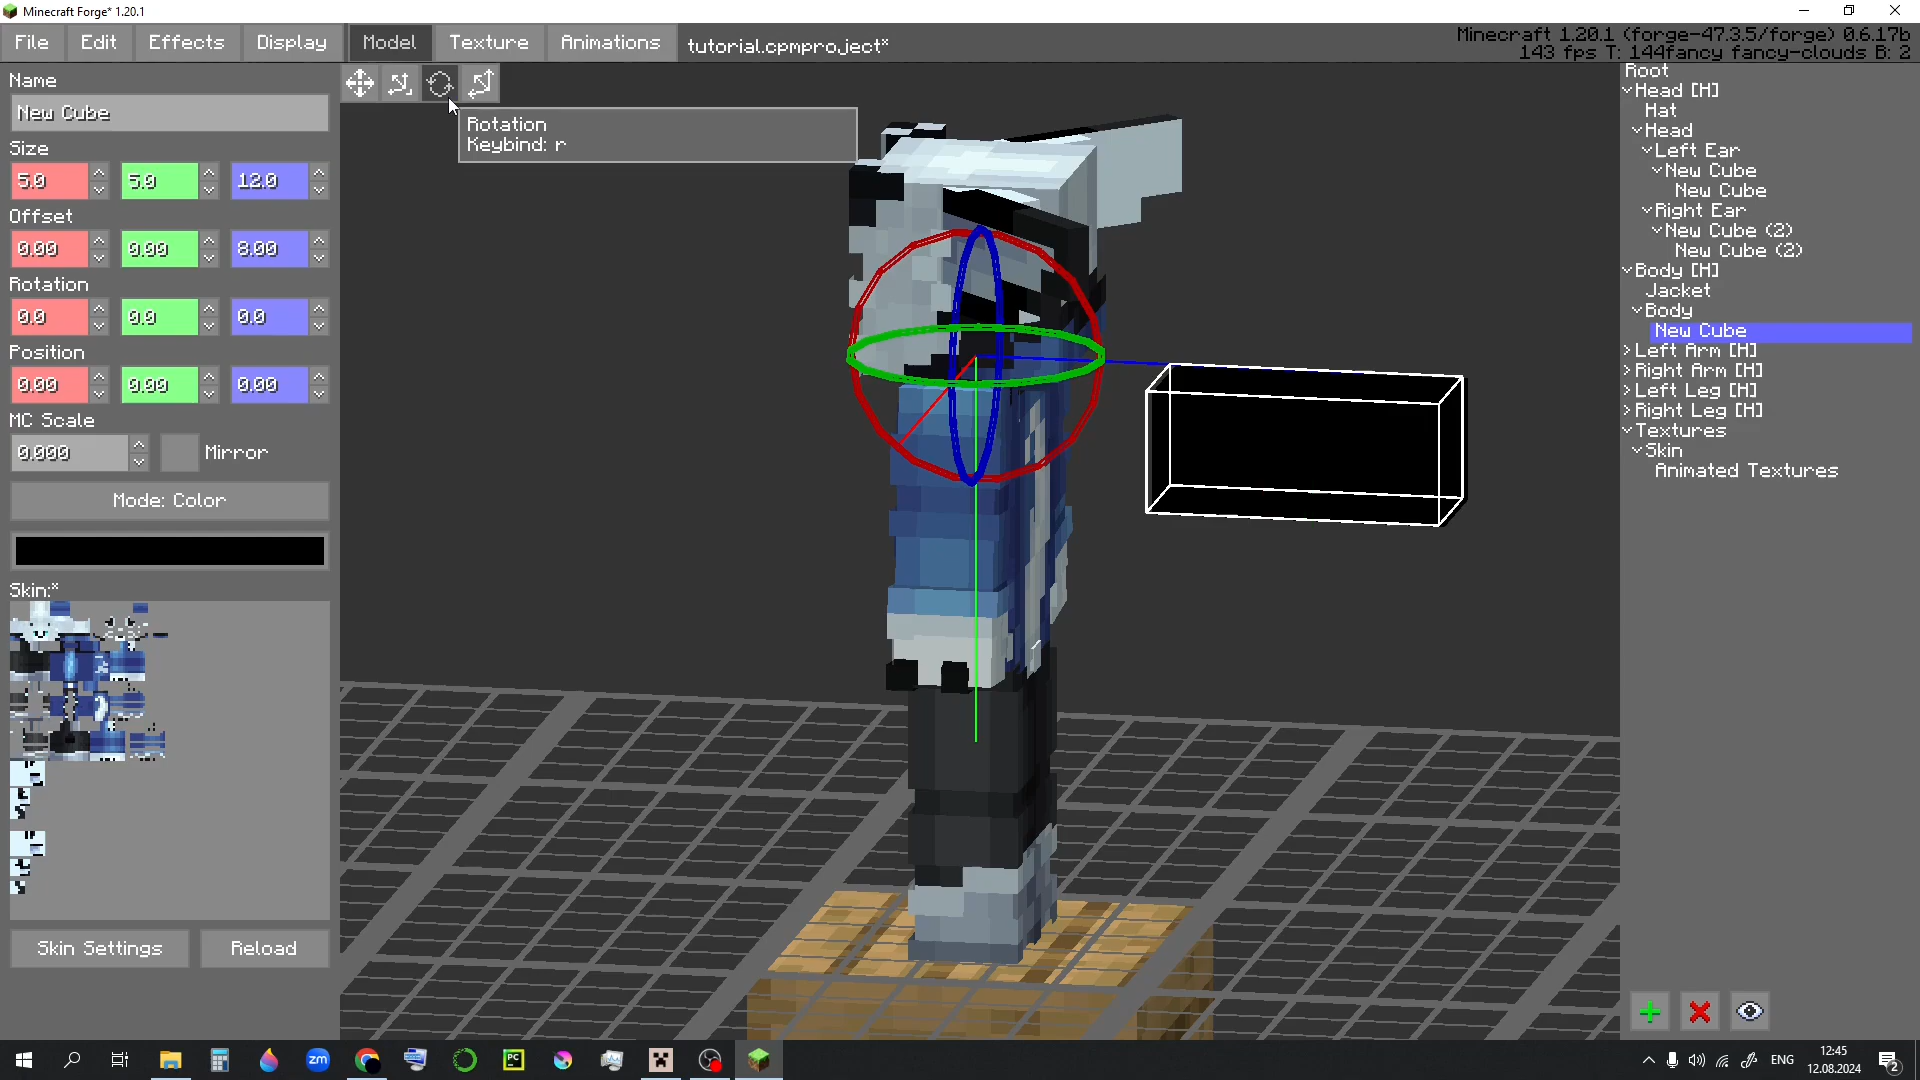 Minecraft Forge* 1.20.1
File
Edit
Effects
Display
Model
Texture
Animations
tutorial.cpmproject*
Minecraft 1.20.1 (forge-47.3.5/forge) 0.6.17b
143 fps T: 144fancy fancy-clouds B: 2
Name
New Cube
Size
5.0
5.0
12.0
Offset
0.00
0.00
8.00
Rotation
0.0
0.0
0.0
Position
0.00
0.00
0.00
MC Scale
0.000
Mirror
Mode: Color
Skin:*
Skin Settings
Reload
Rotation
Keybind: r
Root
Head [H]
Hat
Head
Left Ear
New Cube
New Cube
Right Ear
New Cube (2)
New Cube (2)
Body [H]
Jacket
Body
New Cube
Left Arm [H]
Right Arm [H]
Left Leg [H]
Right Leg [H]
Textures
Skin
Animated Textures
zm
PC
ENG
12:45
12.08.2024
2